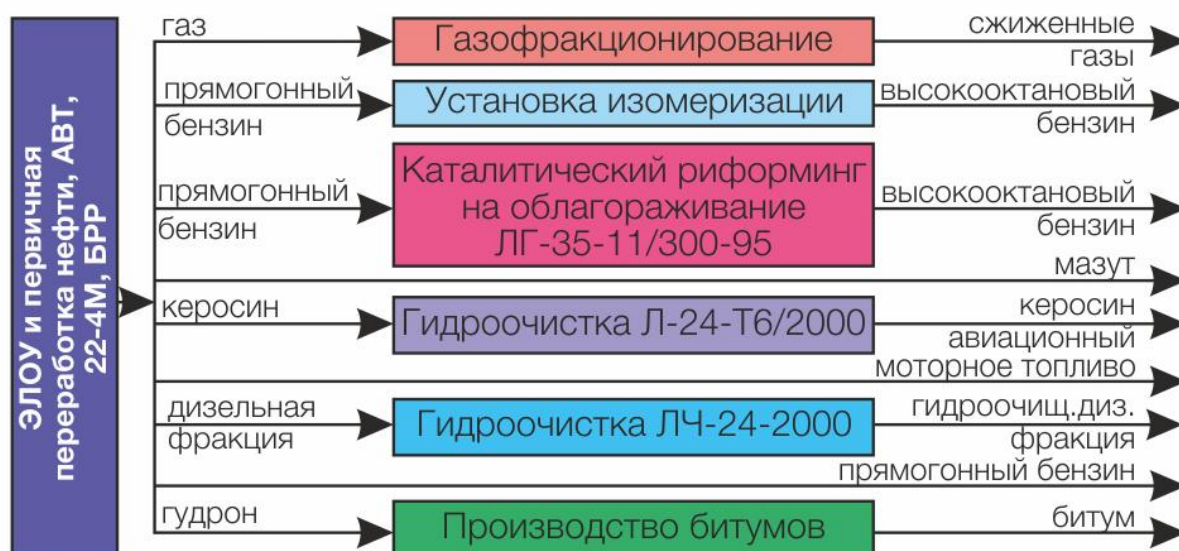 ЭЛОУ и первичная
переработка нефти, АВТ,
22-4М, БРР
газ
Газофракционирование
сжиженные
газы
прямогонный
бензин
Установка изомеризации
высокооктановый
бензин
прямогонный
бензин
Каталитический риформинг
на облагораживание
ЛГ-35-11/300-95
высокооктановый
бензин
мазут
керосин
Гидроочистка Л-24-Т6/2000
керосин
авиационный
моторное топливо
дизельная
фракция
Гидроочистка ЛЧ-24-2000
гидроочищ.диз.
фракция
прямогонный бензин
гудрон
Производство битумов
битум